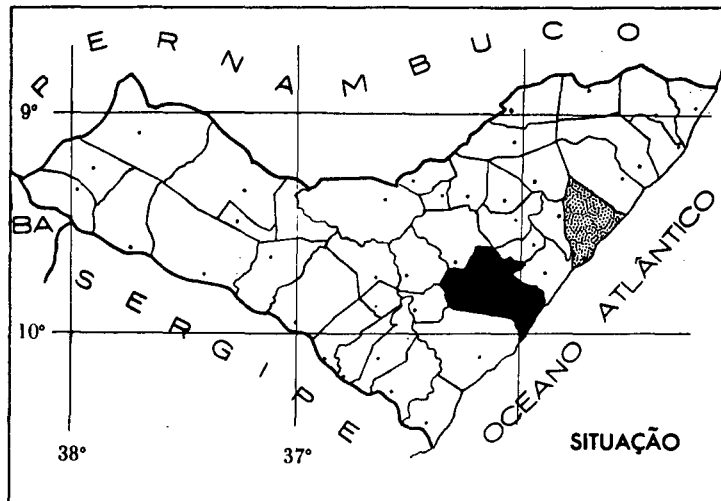 PERNAMBUCO
9°
BA
SERGIPE
10°
OCEANO ATLÂNTICO
38°
37°
SITUAÇÃO